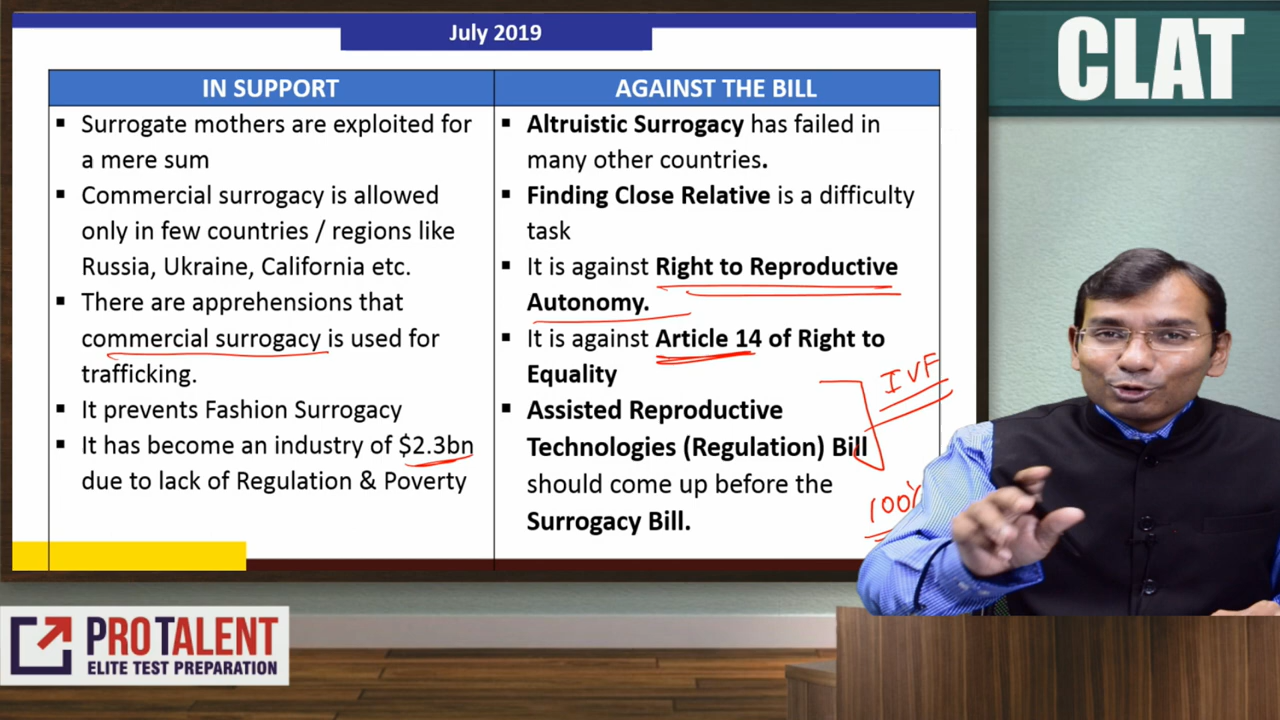 July 2019
CLAT
IN SUPPORT
▪ Surrogate mothers are exploited for
a mere sum
▪ Commercial surrogacy is allowed
only in few countries / regions like
Russia, Ukraine, California etc.
▪ There are apprehensions that
commercial surrogacy is used for
trafficking.
▪ It prevents Fashion Surrogacy
▪ It has become an industry of $2.3bn
due to lack of Regulation & Poverty
AGAINST THE BILL
▪ Altruistic Surrogacy has failed in
many other countries.
▪ Finding Close Relative is a difficulty
task
▪ It is against Right to Reproductive
Autonomy.
▪ It is against Article 14 of Right to
Equality
▪ Assisted Reproductive
Technologies (Regulation) Bill
should come up before the
Surrogacy Bill.
IVF
PROTALENT
ELITE TEST PREPARATION